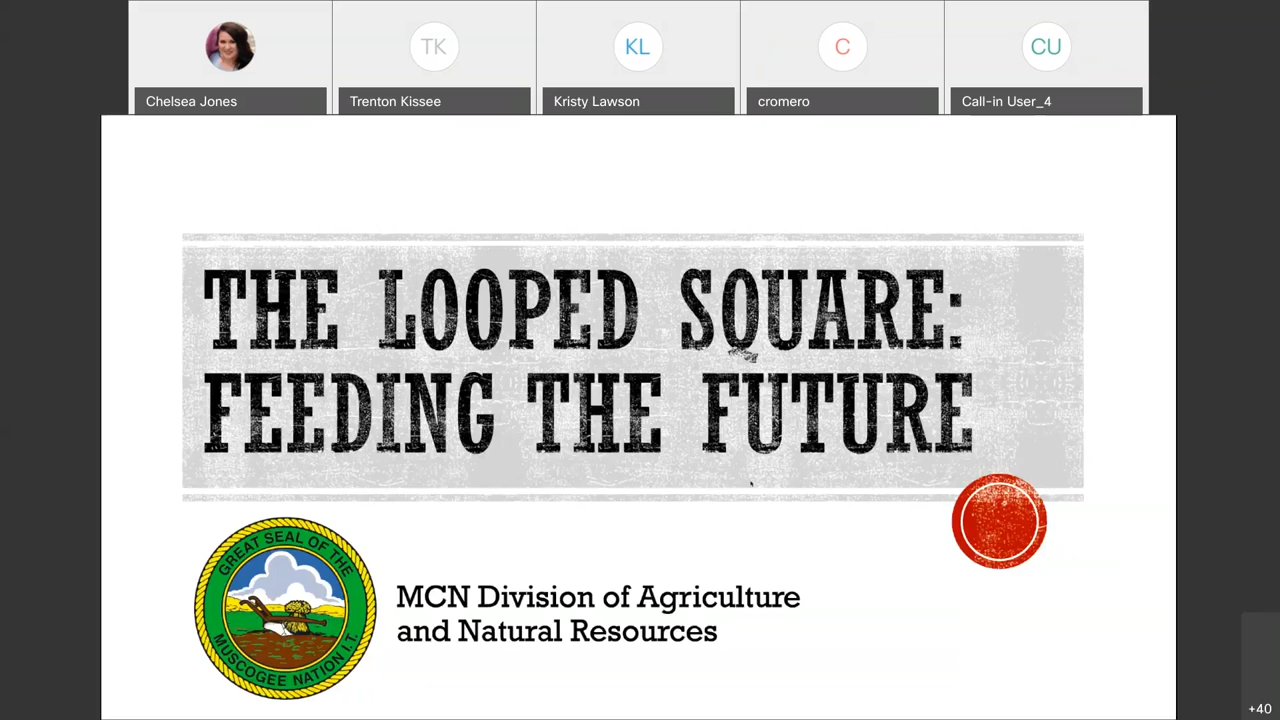 TK
KL
C
CU
Chelsea Jones
Trenton Kissee
Kristy Lawson
cromero
Call-in User_4
THE LOOPED SQUARE:
FEEDING THE FUTURE
GREAT SEAL OF THE
MUSCOGEE NATION I.T.
MCN Division of Agriculture
and Natural Resources
+40